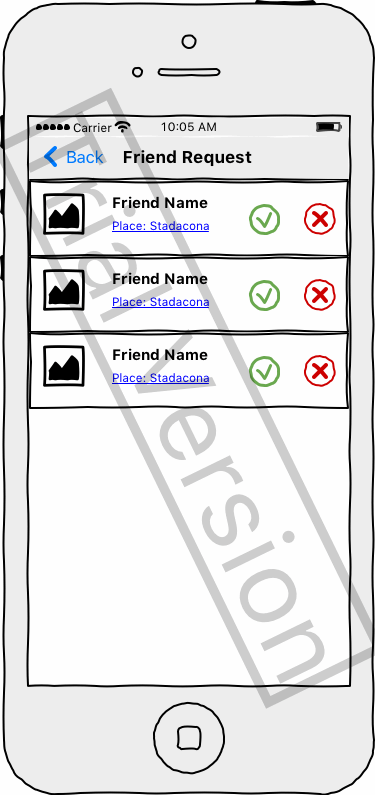 Carrier 10:05 AM
Back Friend Request
Friend Name
Place: Stadacona
Friend Name
Place: Stadacona
Friend Name
Place: Stadacona
Trial Version